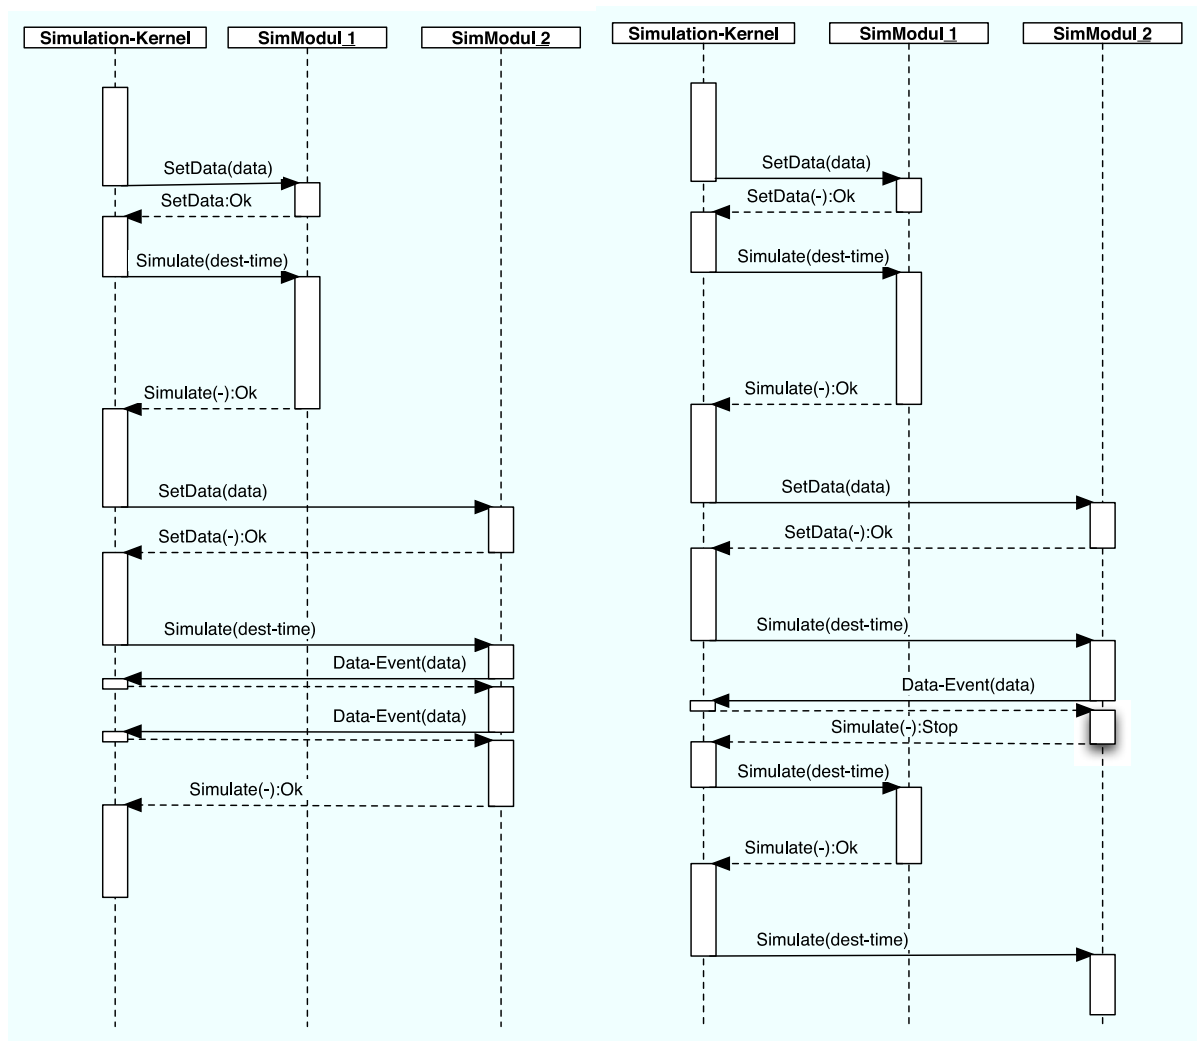 Simulation-Kernel
SimModul_1
SimModul_2
SetData(data)
SetData:Ok
Simulate(dest-time)
Simulate(-):Ok
SetData(data)
SetData(-):Ok
Simulate(dest-time)
Data-Event(data)
Data-Event(data)
Simulate(-):Ok
Simulation-Kernel
SimModul_1
SimModul_2
SetData(data)
SetData(-):Ok
Simulate(dest-time)
Simulate(-):Ok
SetData(data)
SetData(-):Ok
Simulate(dest-time)
Data-Event(data)
Simulate(-):Stop
Simulate(dest-time)
Simulate(-):Ok
Simulate(dest-time)